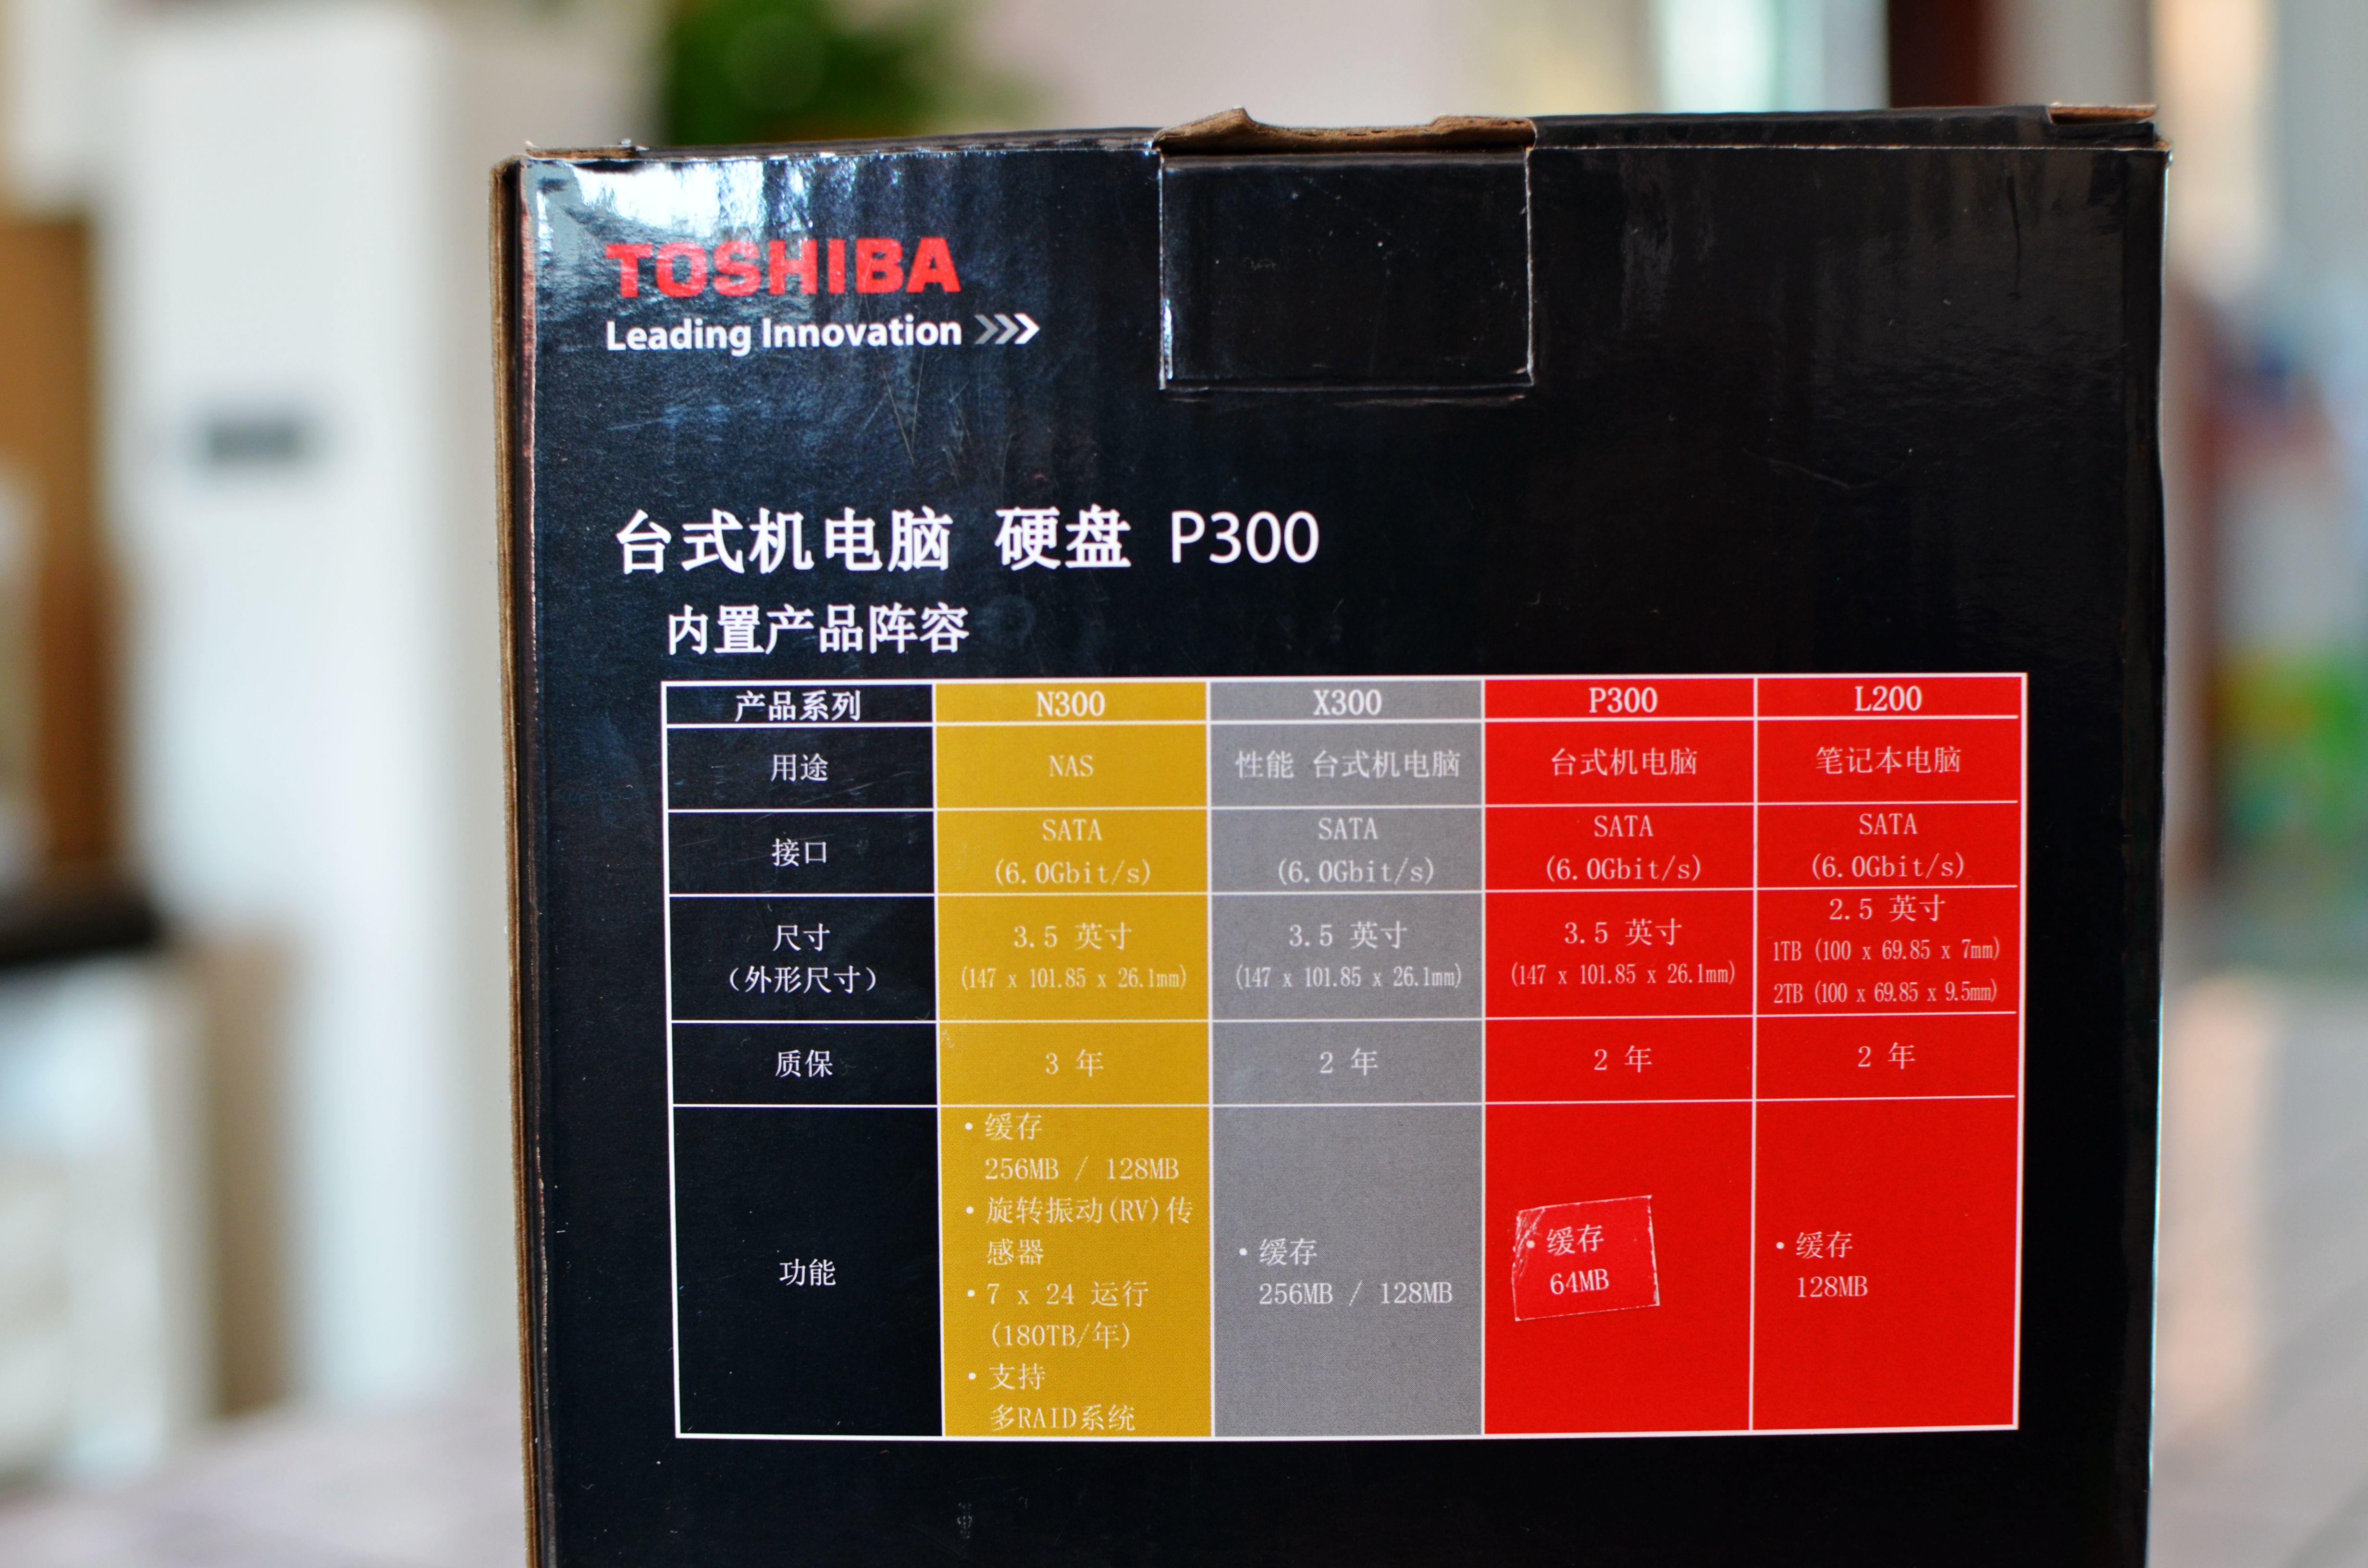 TOSHIBA
Leading Innovation >>>
台式机电脑 硬盘 P300
内置产品阵容
产品系列 N300 X300 P300 L200
用途 NAS 性能 台式机电脑 台式机电脑 笔记本电脑
接口 SATA (6.0Gbit/s) SATA (6.0Gbit/s) SATA (6.0Gbit/s) SATA (6.0Gbit/s)
尺寸 (外形尺寸) 3.5 英寸 (147 x 101.85 x 26.1mm) 3.5 英寸 (147 x 101.85 x 26.1mm) 3.5 英寸 (147 x 101.85 x 26.1mm) 2.5 英寸 1TB (100 x 69.85 x 7mm) 2TB (100 x 69.85 x 9.5mm)
质保 3 年 2 年 2 年 2 年
功能
• 缓存
256MB / 128MB
• 旋转振动(RV)传
感器
• 7 x 24 运行
(180TB/年)
• 支持
多RAID系统
• 缓存
256MB / 128MB
• 缓存
64MB
• 缓存
128MB